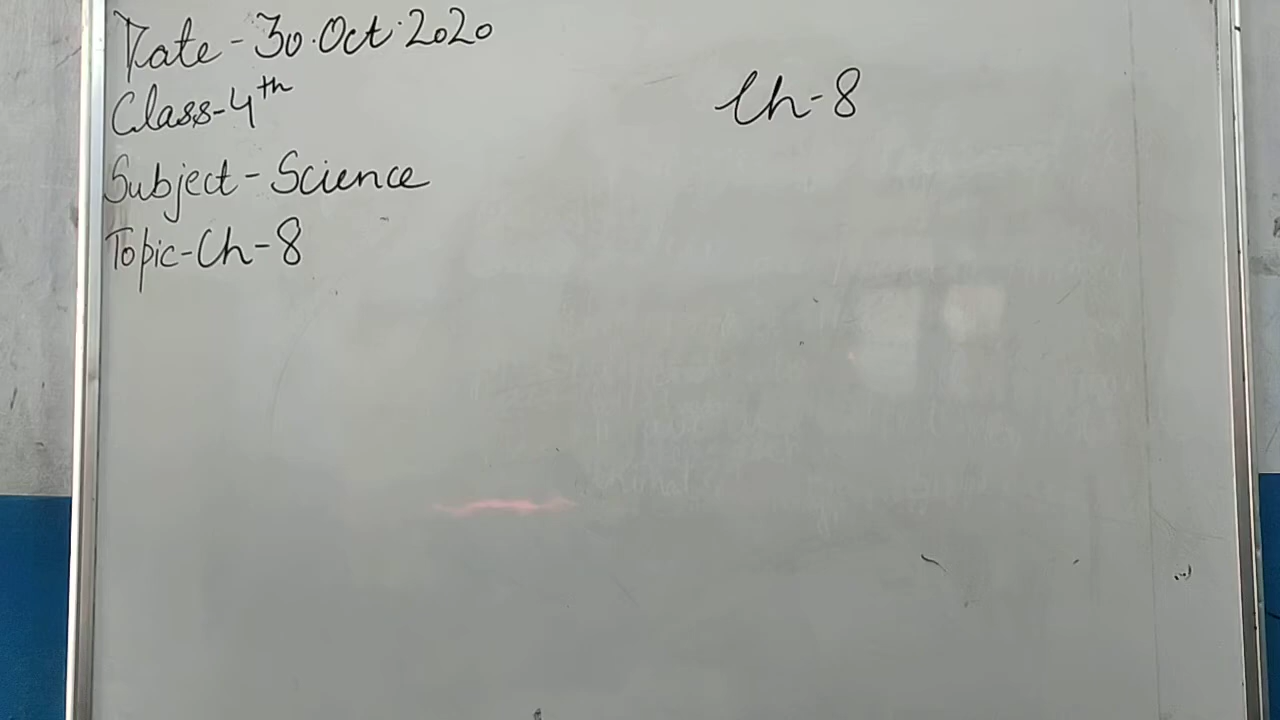 Date - 30.Oct.2020
Class-4th
Subject - Science
Topic-Ch-8
Ch-8